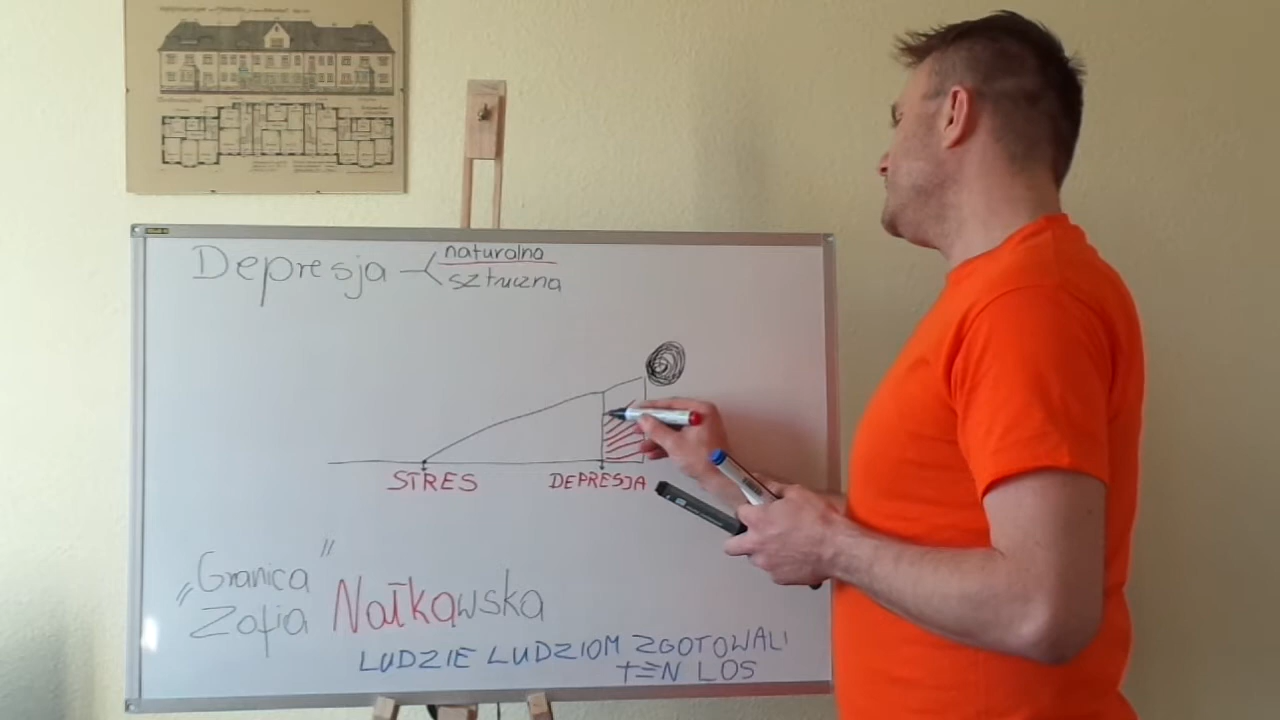 Depresja
naturalna
sztuczna
STRES
DEPRESJA
„Granica”
Zofia Nałkowska
LUDZIE LUDZIOM ZGOTOWALI
TEN LOS